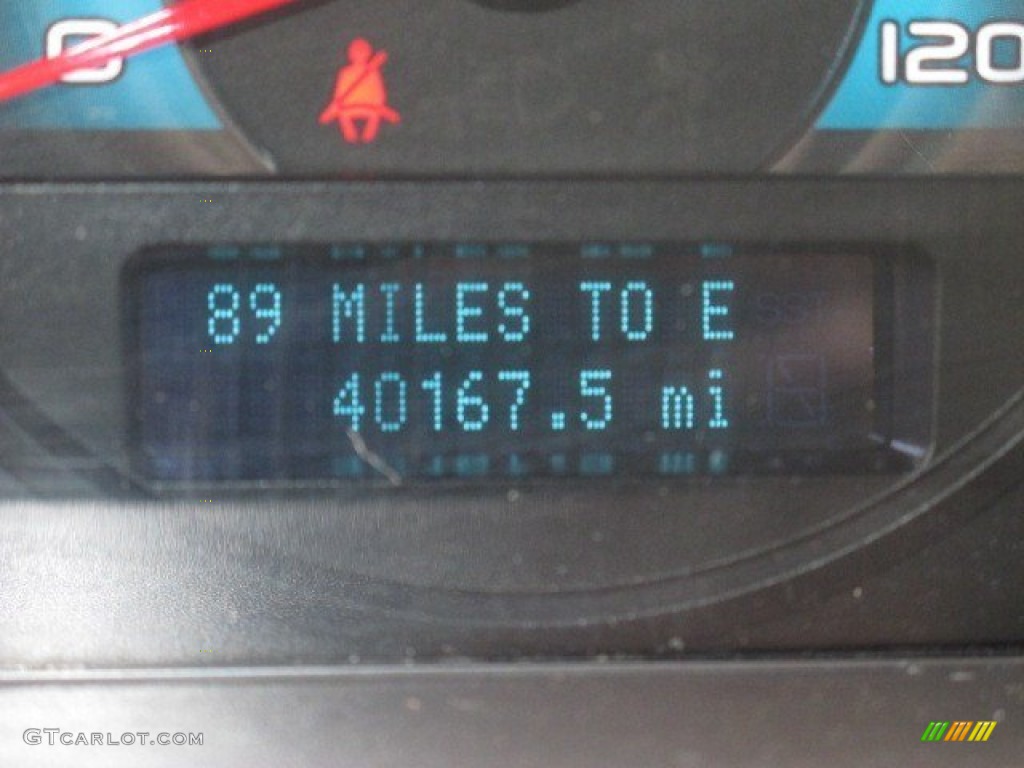 0
120
89 MILES TO E
40167.5 mi
GTCARLOT.COM